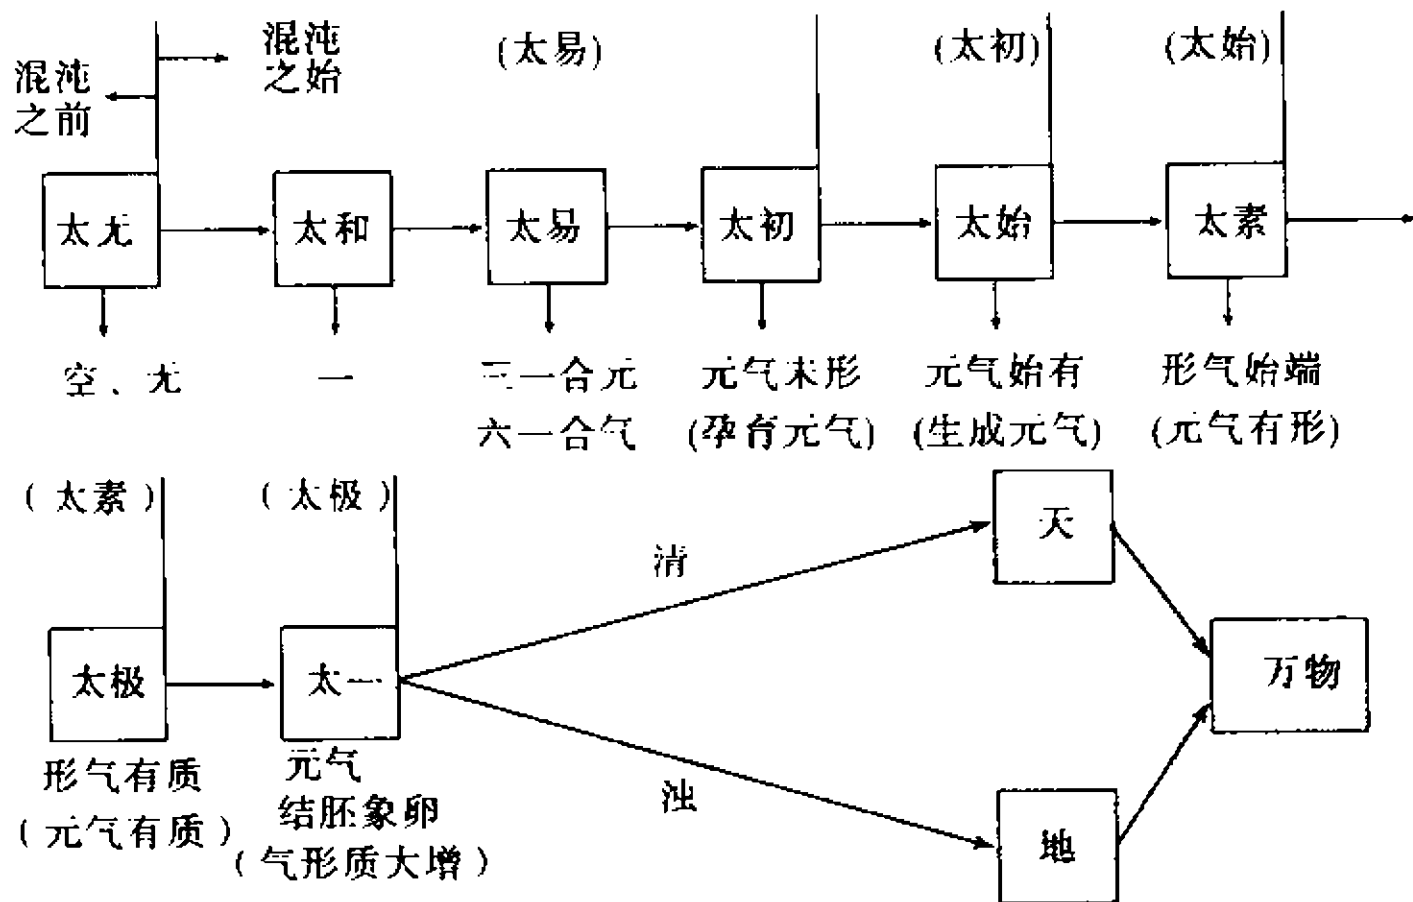 混沌
之前
混沌
之始
(太易)
(太初)
(太始)
太无
太和
太易
太初
太始
太素
空、无
一
三一合元
六一合气
元气未形
(孕育元气)
元气始有
(生成元气)
形气始端
(元气有形)
(太素)
(太极)
太极
太一
清
浊
天
地
万物
形气有质
(元气有质)
元气
结胚象卵
(气形质大增)